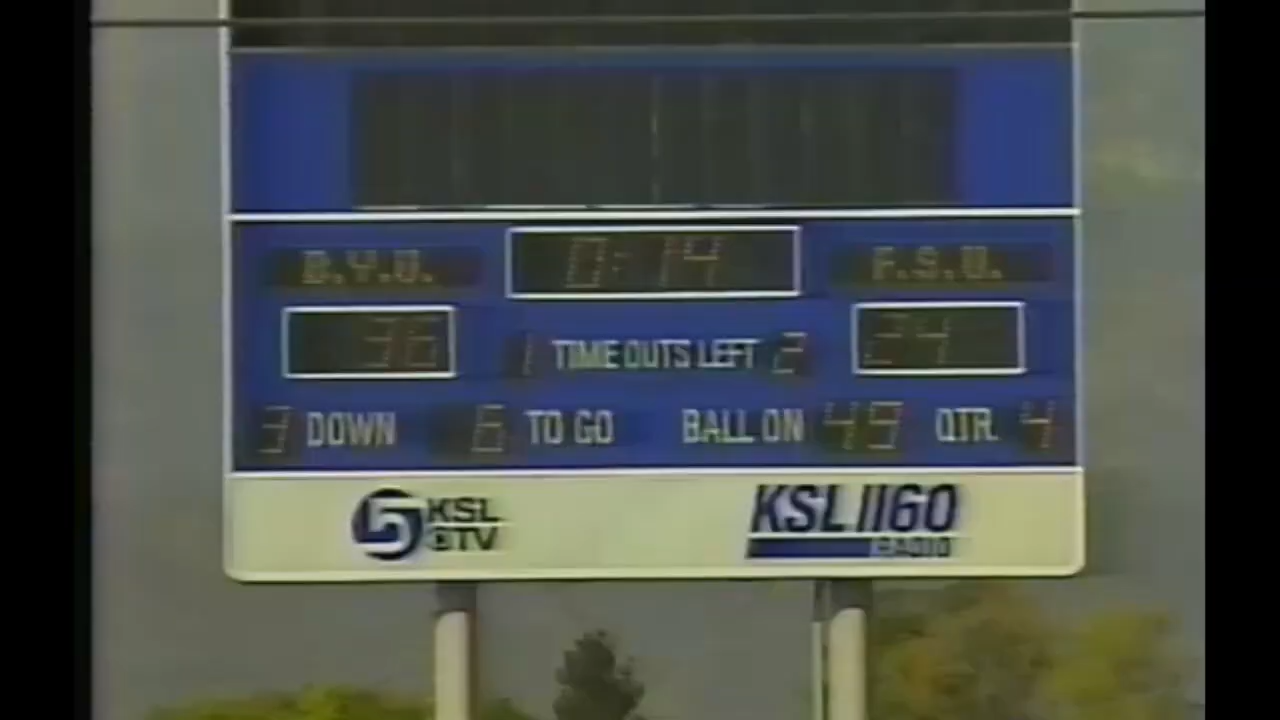 B.Y.U. 0:14 F.S.U.
36 1 TIME OUTS LEFT 2 24
3 DOWN 6 TO GO BALL ON 49 QTR. 4
5 KSL TV KSL 1160
RADIO